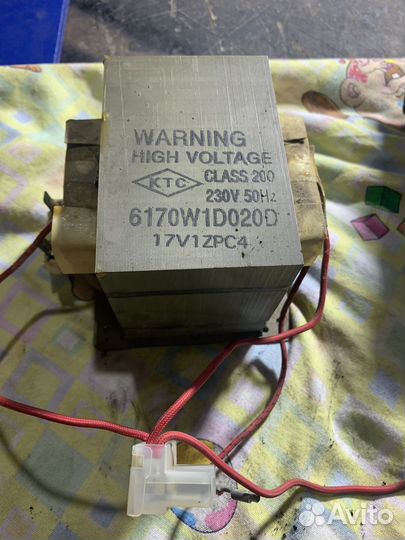 WARNING
HIGH VOLTAGE
KTC CLASS 200
230V 50Hz
6170W1D020D
17V1ZPC4
Avito